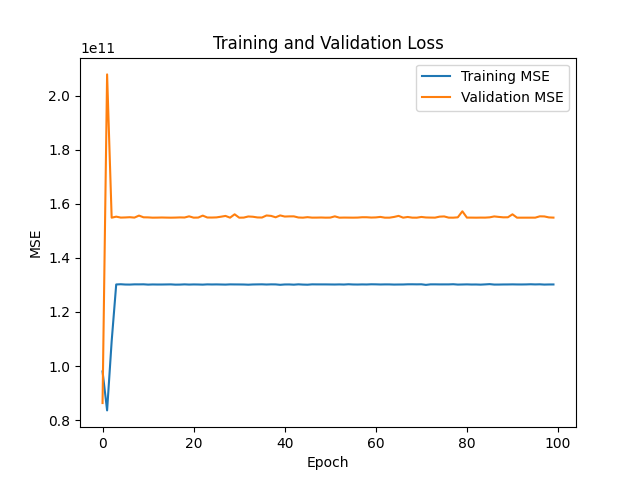 Training and Validation Loss
1e11
Training MSE
Validation MSE
2.0
1.8
1.6
1.4
1.2
1.0
0.8
MSE
0 20 40 60 80 100
Epoch